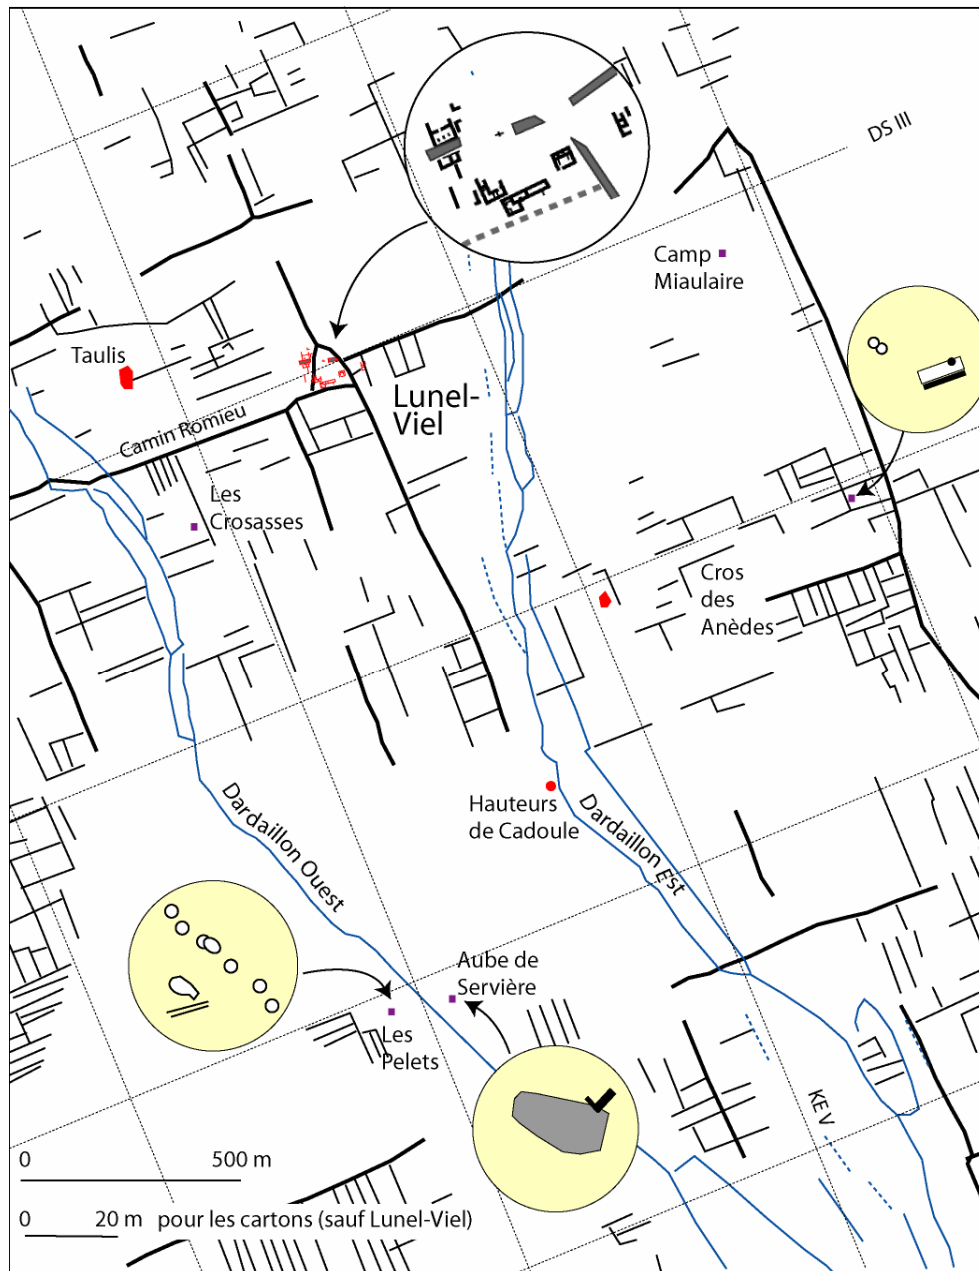 DS III
Camp
Miaulaire
Taulis
Lunel-
Viel
Camin Romieu
Les
Crosasses
Cros
des
Anèdes
Hauteurs
de Cadoule
Dardaillon Ouest
Dardaillon Est
Aube de
Servière
Les
Pelets
KE V
0 500 m
0 20 m pour les cartons (sauf Lunel-Viel)